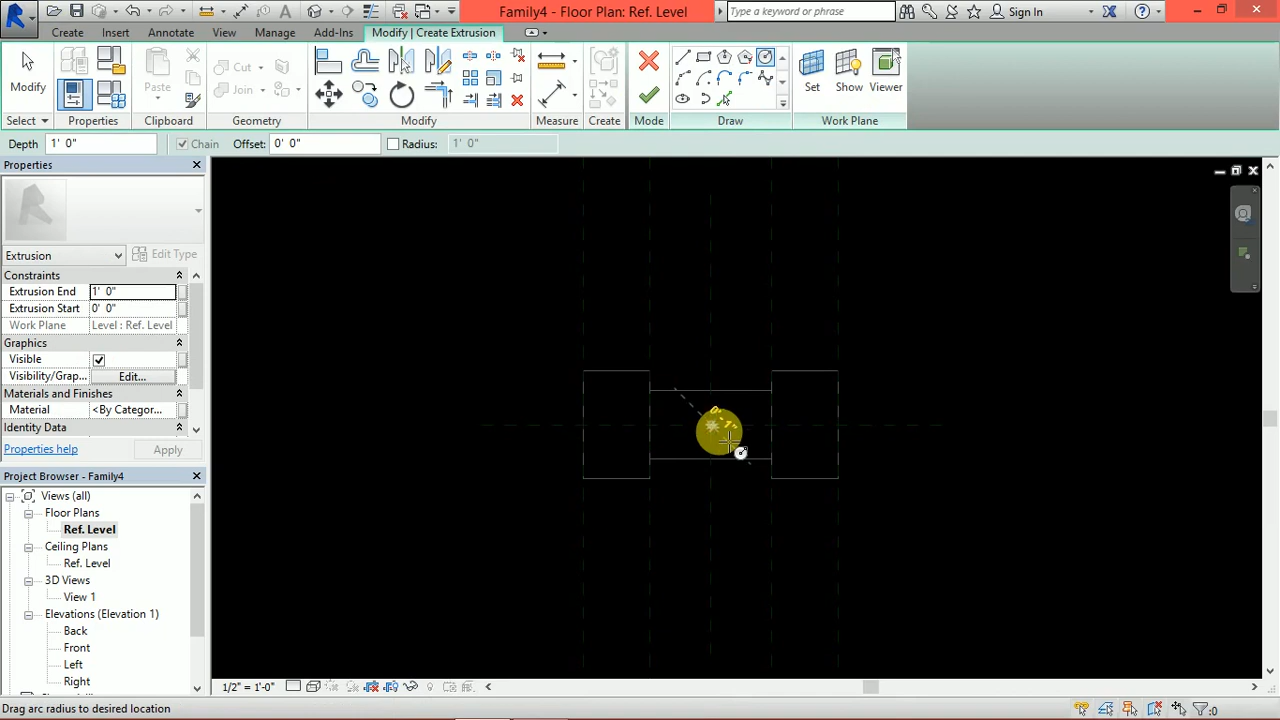 Family4 - Floor Plan: Ref. Level
Type a keyword or phrase
Sign In
Create Insert Annotate View Manage Add-Ins Modify | Create Extrusion
Modify
Paste
Cut
Join
Select Properties Clipboard Geometry Modify Measure Create Mode Draw Work Plane
Set Show Viewer
Depth 1' 0" Chain Offset: 0' 0" Radius: 1' 0"
Properties
Extrusion Edit Type
Constraints
Extrusion End 1' 0"
Extrusion Start 0' 0"
Work Plane Level : Ref. Level
Graphics
Visible
Visibility/Grap... Edit...
Materials and Finishes
Material <By Categor...
Identity Data
Properties help Apply
Project Browser - Family4
Views (all)
Floor Plans
Ref. Level
Ceiling Plans
Ref. Level
3D Views
View 1
Elevations (Elevation 1)
Back
Front
Left
Right
1/2" = 1'-0"
Drag arc radius to desired location
:0